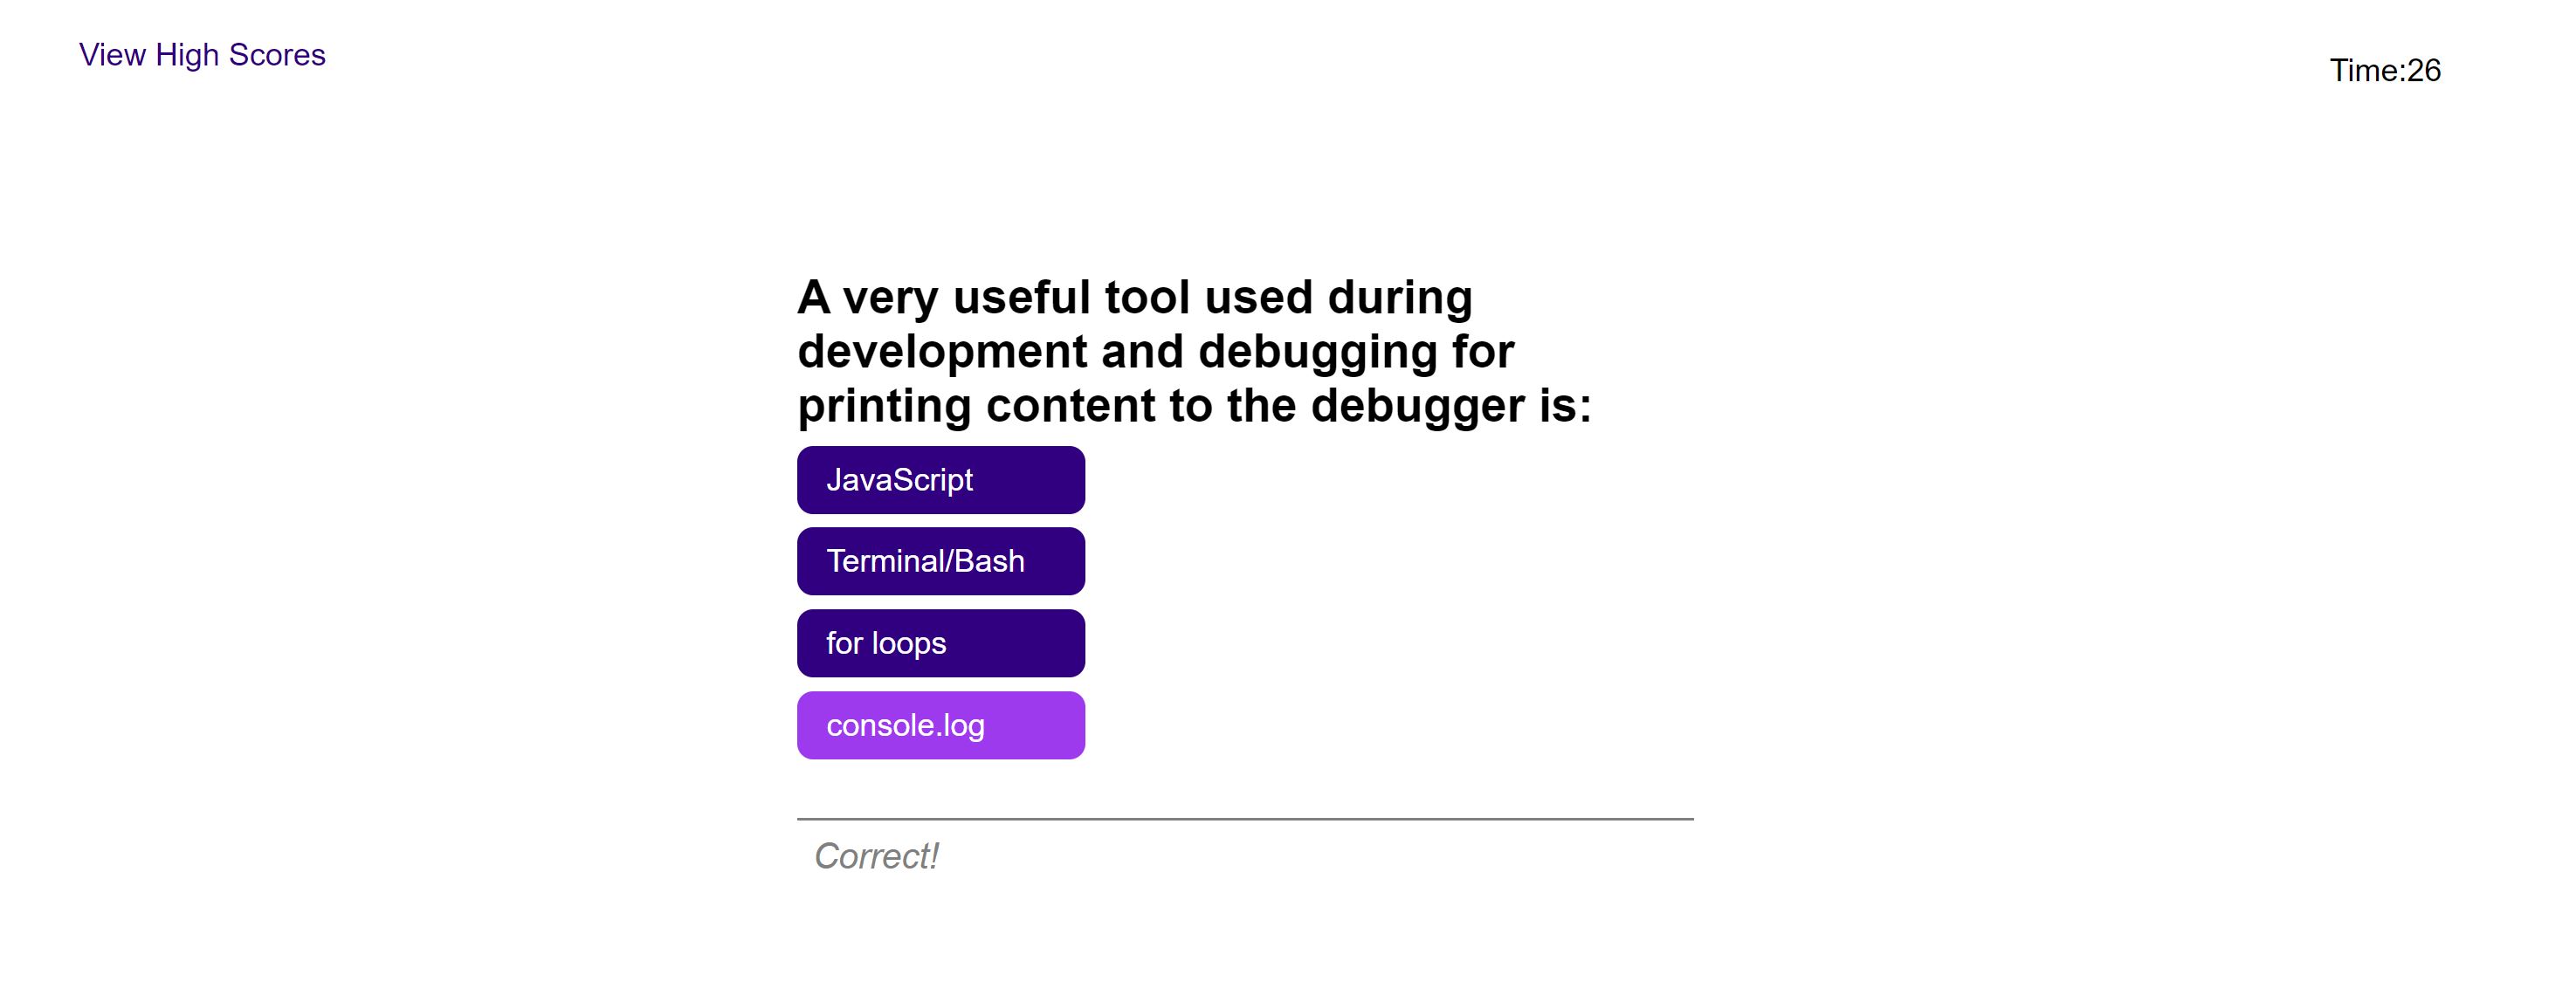 View High Scores
Time:26
A very useful tool used during
development and debugging for
printing content to the debugger is:
JavaScript
Terminal/Bash
for loops
console.log
Correct!